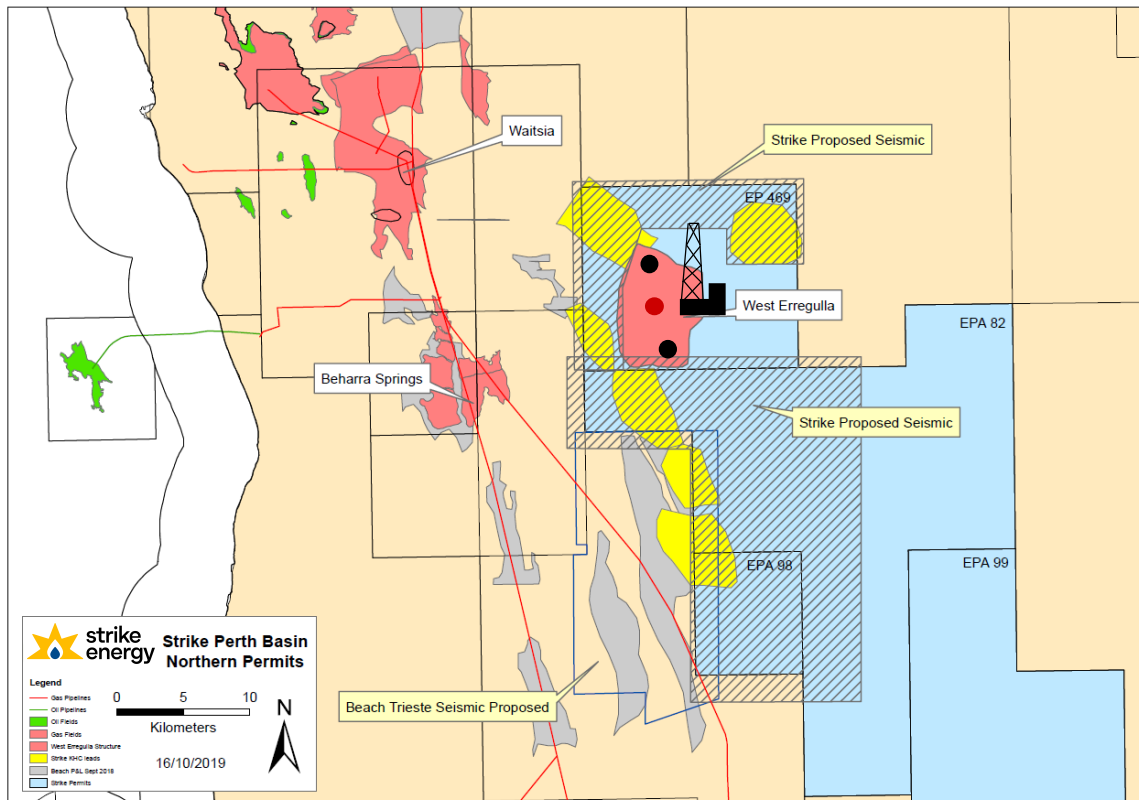 Waitsia
Strike Proposed Seismic
EP 469
West Erregulla
EPA 82
Beharra Springs
Strike Proposed Seismic
EPA 98
EPA 99
Beach Trieste Seismic Proposed
strike
energy
Strike Perth Basin
Northern Permits
Legend
Gas Pipelines
Oil Pipelines
Oil Fields
Gas Fields
West Erregulla Structure
Strike KHC leads
Beach P&L Sept 2018
Strike Permits
0 5 10
Kilometers
N
16/10/2019